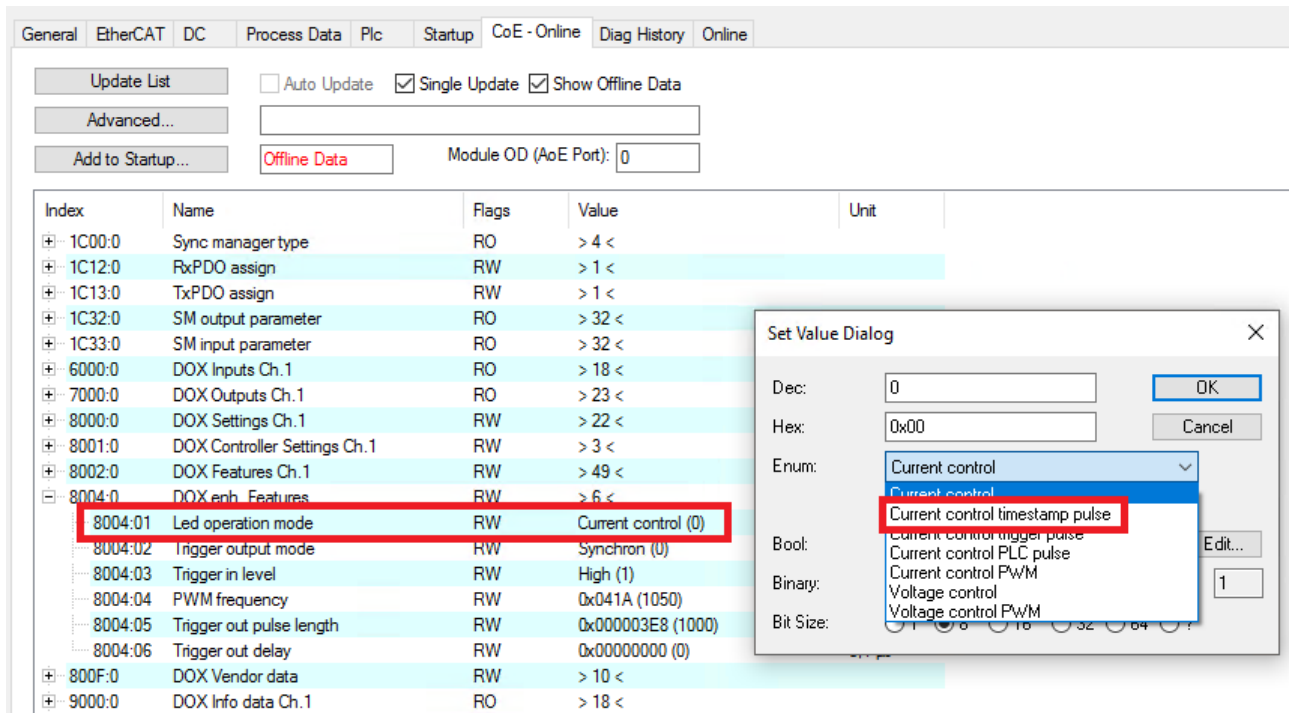 General EtherCAT DC Process Data Plc Startup CoE - Online Diag History Online
Update List Auto Update Single Update Show Offline Data
Advanced...
Add to Startup... Offline Data Module OD (AoE Port): 0
Index Name Flags Value Unit
1C00:0 Sync manager type RO > 4 <
1C12:0 RxPDO assign RW > 1 <
1C13:0 TxPDO assign RW > 1 <
1C32:0 SM output parameter RO > 32 <
1C33:0 SM input parameter RO > 32 <
6000:0 DOX Inputs Ch.1 RO > 18 <
7000:0 DOX Outputs Ch.1 RO > 23 <
8000:0 DOX Settings Ch.1 RW > 22 <
8001:0 DOX Controller Settings Ch.1 RW > 3 <
8002:0 DOX Features Ch.1 RW > 49 <
8004:0 DOX enh. Features RW > 6 <
8004:01 Led operation mode RW Current control (0)
8004:02 Trigger output mode RW Synchron (0)
8004:03 Trigger in level RW High (1)
8004:04 PWM frequency RW 0x041A (1050)
8004:05 Trigger out pulse length RW 0x000003E8 (1000)
8004:06 Trigger out delay RW 0x00000000 (0)
800F:0 DOX Vendor data RW > 10 <
9000:0 DOX Info data Ch.1 RO > 18 <
Set Value Dialog
Dec: 0 OK
Hex: 0x00 Cancel
Enum: Current control
Current control
Current control timestamp pulse
Current control trigger pulse
Bool: Current control PLC pulse Edit...
Current control PWM
Binary: Voltage control 1
Voltage control PWM
Bit Size: 1 8 16 32 64 ?